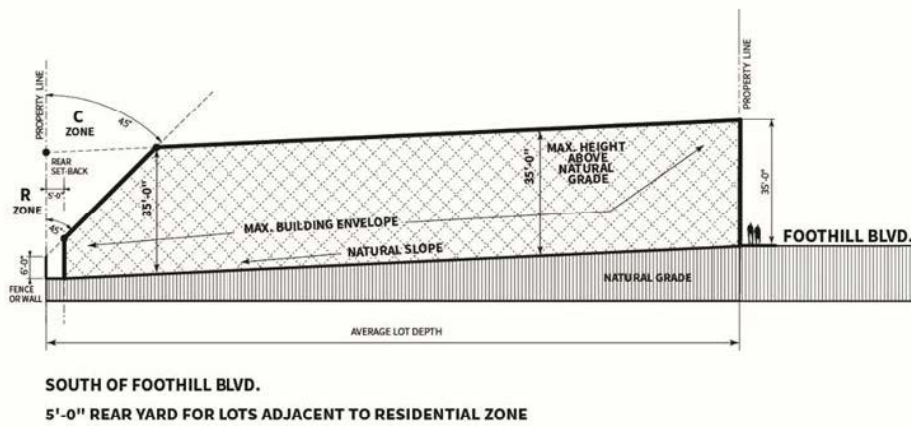 PROPERTY LINE
PROPERTY LINE
C
ZONE
45°
REAR
SET-BACK
5'-0"
R
ZONE
45°
6'-0"
FENCE
OR WALL
35'-0"
MAX. BUILDING ENVELOPE
NATURAL SLOPE
35'-0"
MAX. HEIGHT
ABOVE
NATURAL
GRADE
35'-0"
FOOTHILL BLVD.
NATURAL GRADE
AVERAGE LOT DEPTH
SOUTH OF FOOTHILL BLVD.
5'-0" REAR YARD FOR LOTS ADJACENT TO RESIDENTIAL ZONE